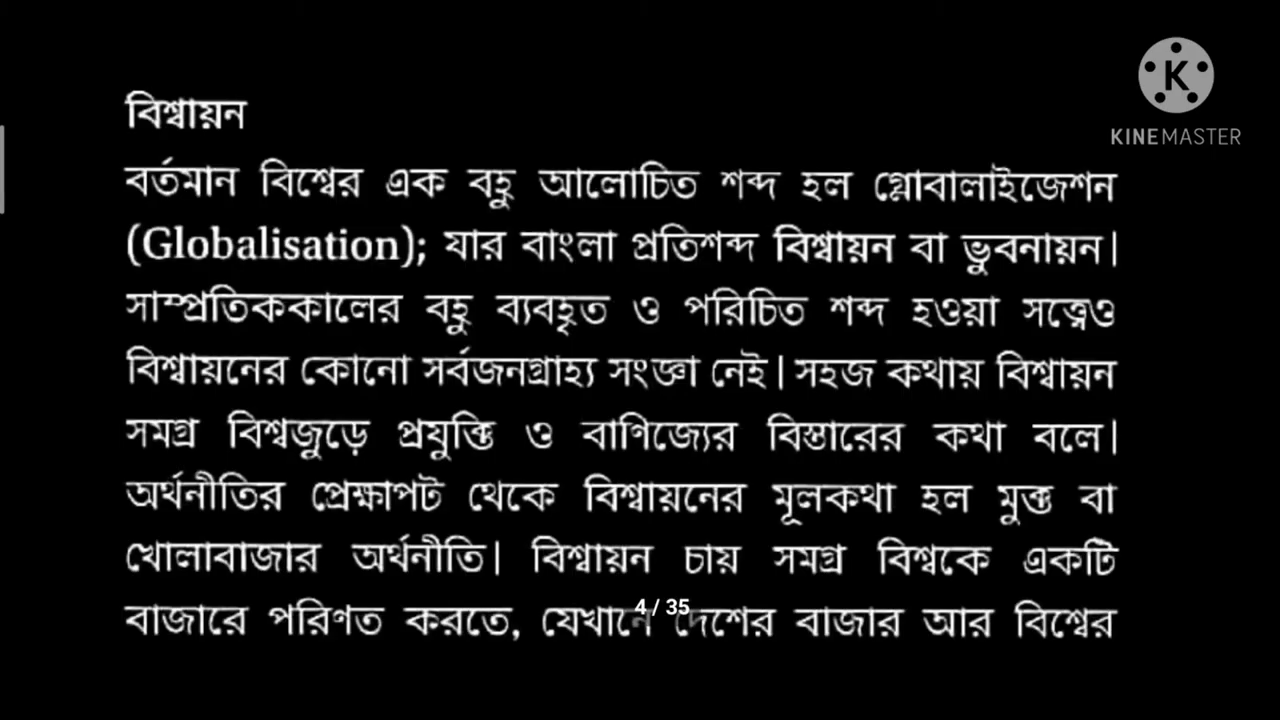 বিশ্বায়ন
বর্তমান বিশ্বের এক বহু আলোচিত শব্দ হল গ্লোবালাইজেশন
(Globalisation); যার বাংলা প্রতিশব্দ বিশ্বায়ন বা ভুবনায়ন।
সাম্প্রতিককালের বহু ব্যবহৃত ও পরিচিত শব্দ হওয়া সত্ত্বেও
বিশ্বায়নের কোনো সর্বজনগ্রাহ্য সংজ্ঞা নেই। সহজ কথায় বিশ্বায়ন
সমগ্র বিশ্বজুড়ে প্রযুক্তি ও বাণিজ্যের বিস্তারের কথা বলে।
অর্থনীতির প্রেক্ষাপট থেকে বিশ্বায়নের মূলকথা হল মুক্ত বা
খোলাবাজার অর্থনীতি। বিশ্বায়ন চায় সমগ্র বিশ্বকে একটি
বাজারে পরিণত করতে, যেখানে দেশের বাজার আর বিশ্বের
4 / 35
K
KINEMASTER